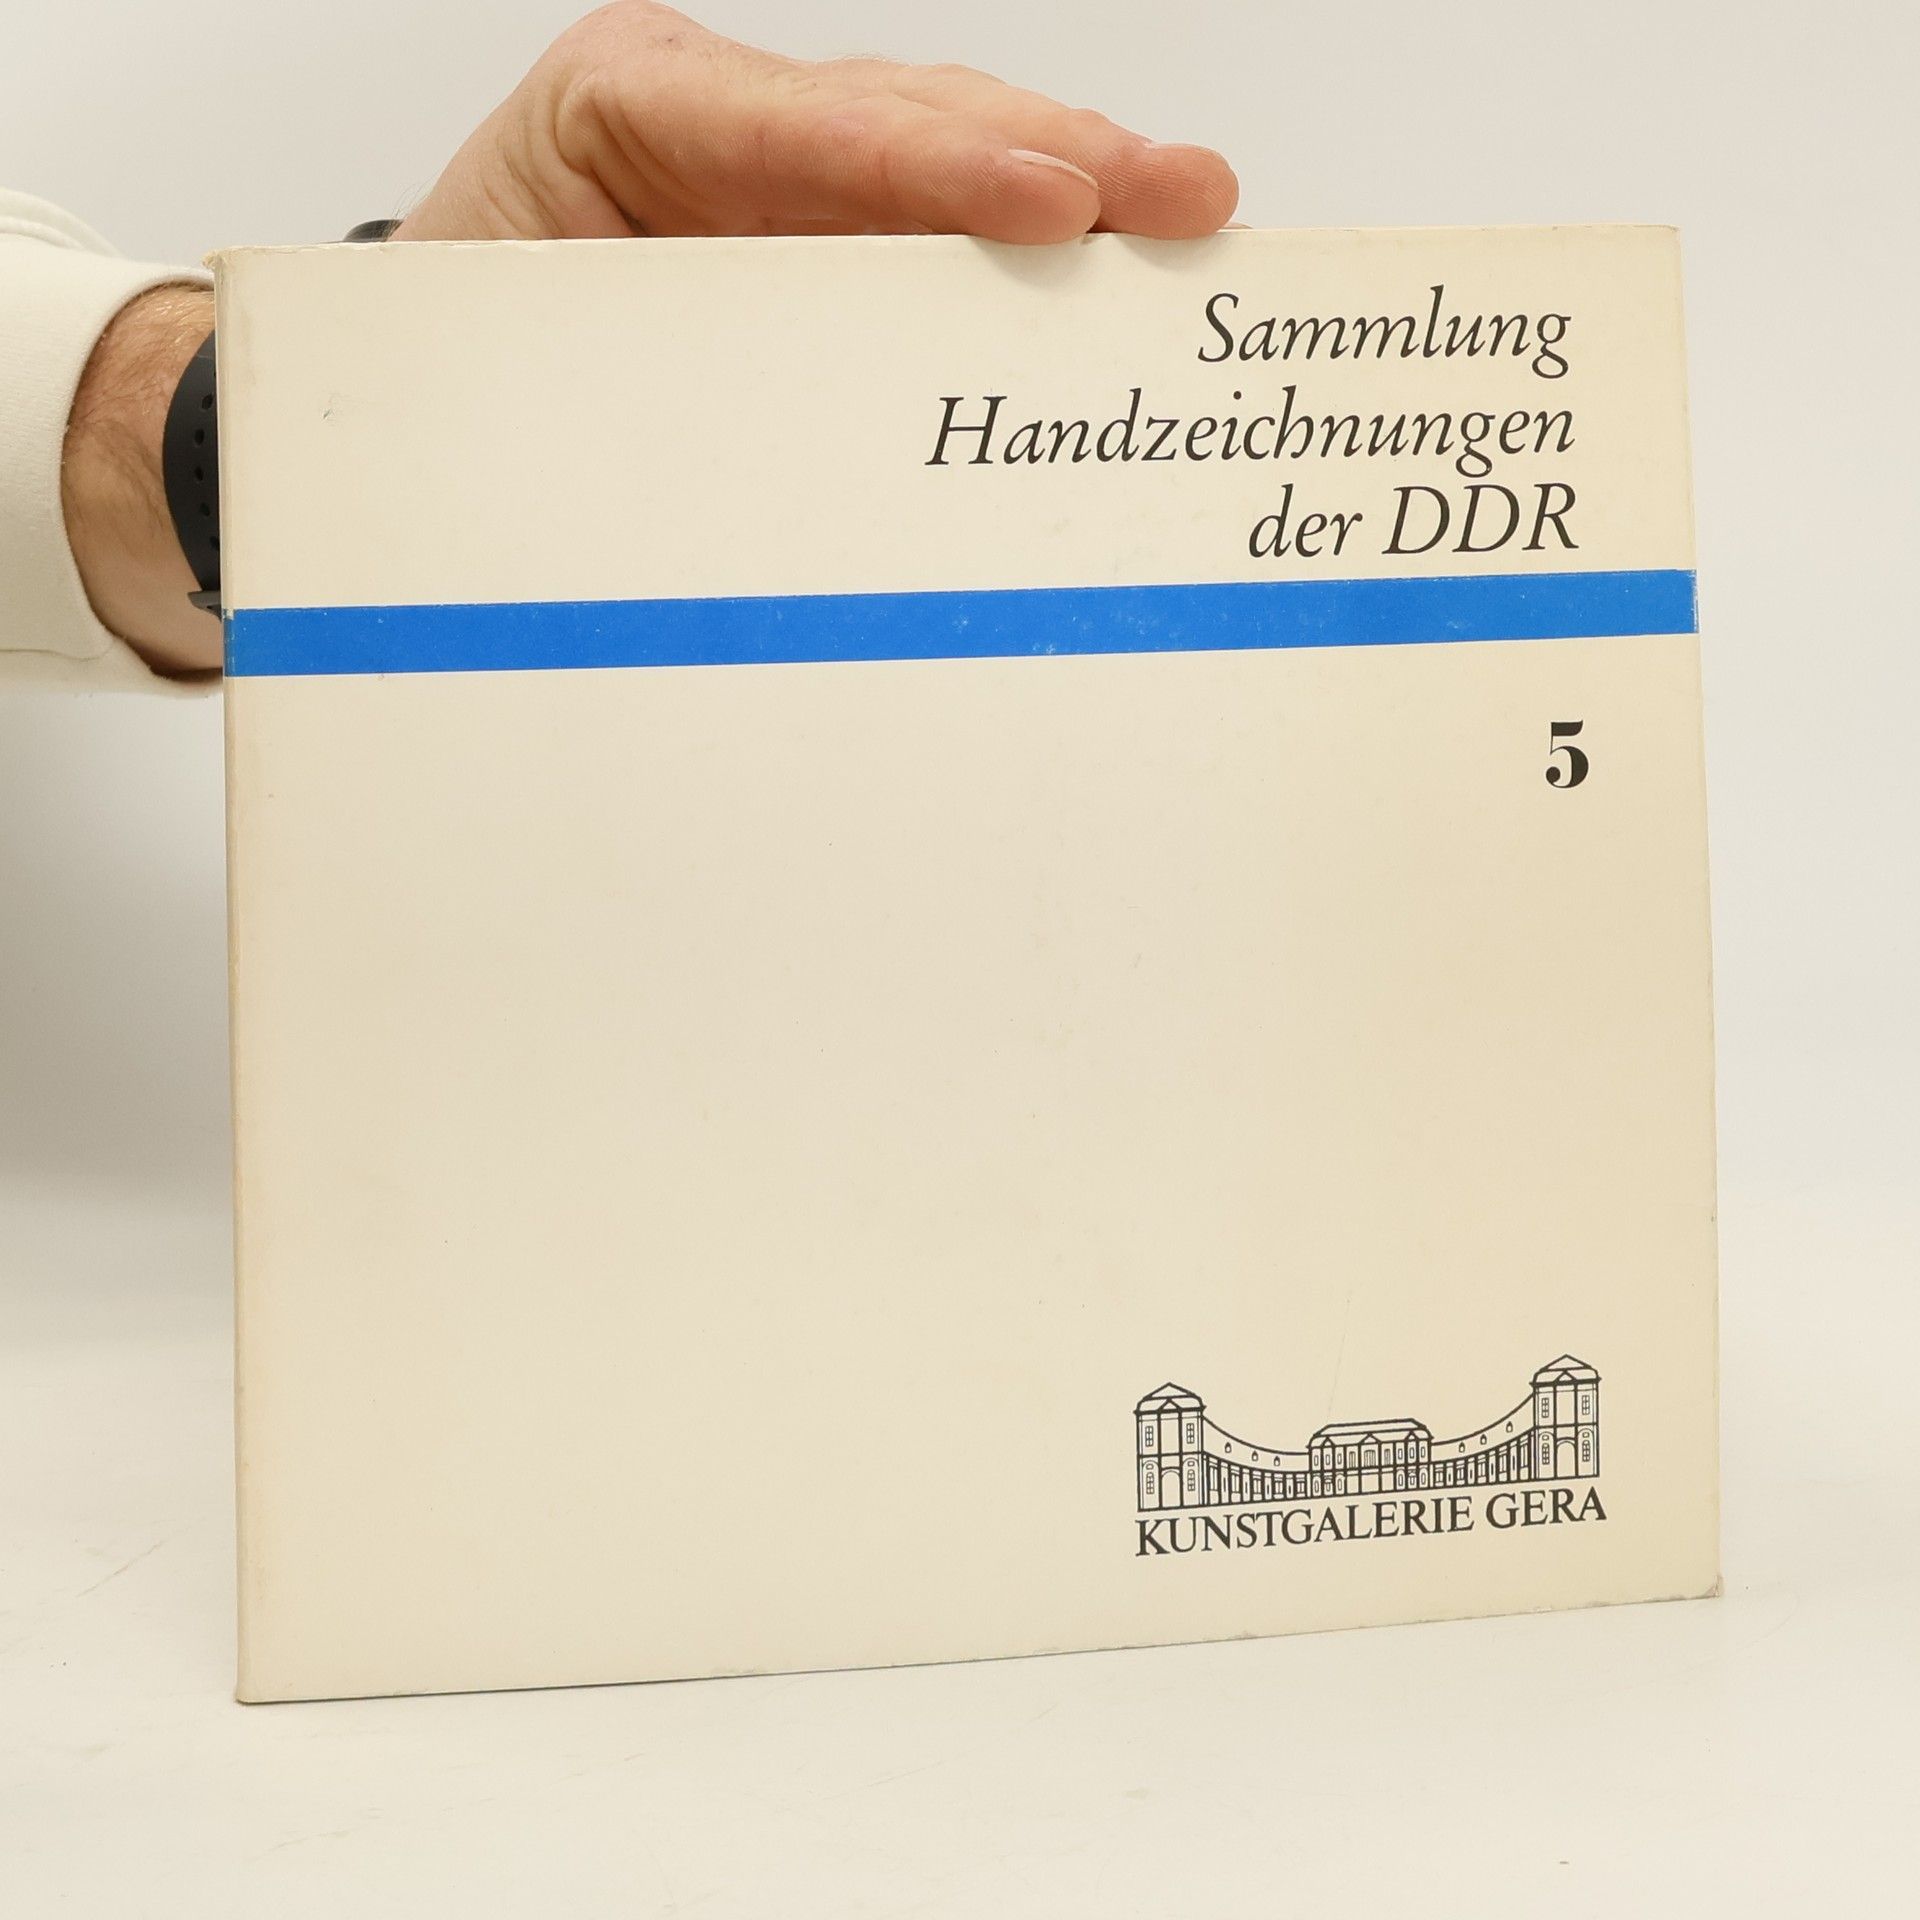 Sammlung
Handzeichnungen
der DDR
5
KUNSTGALERIE GERA